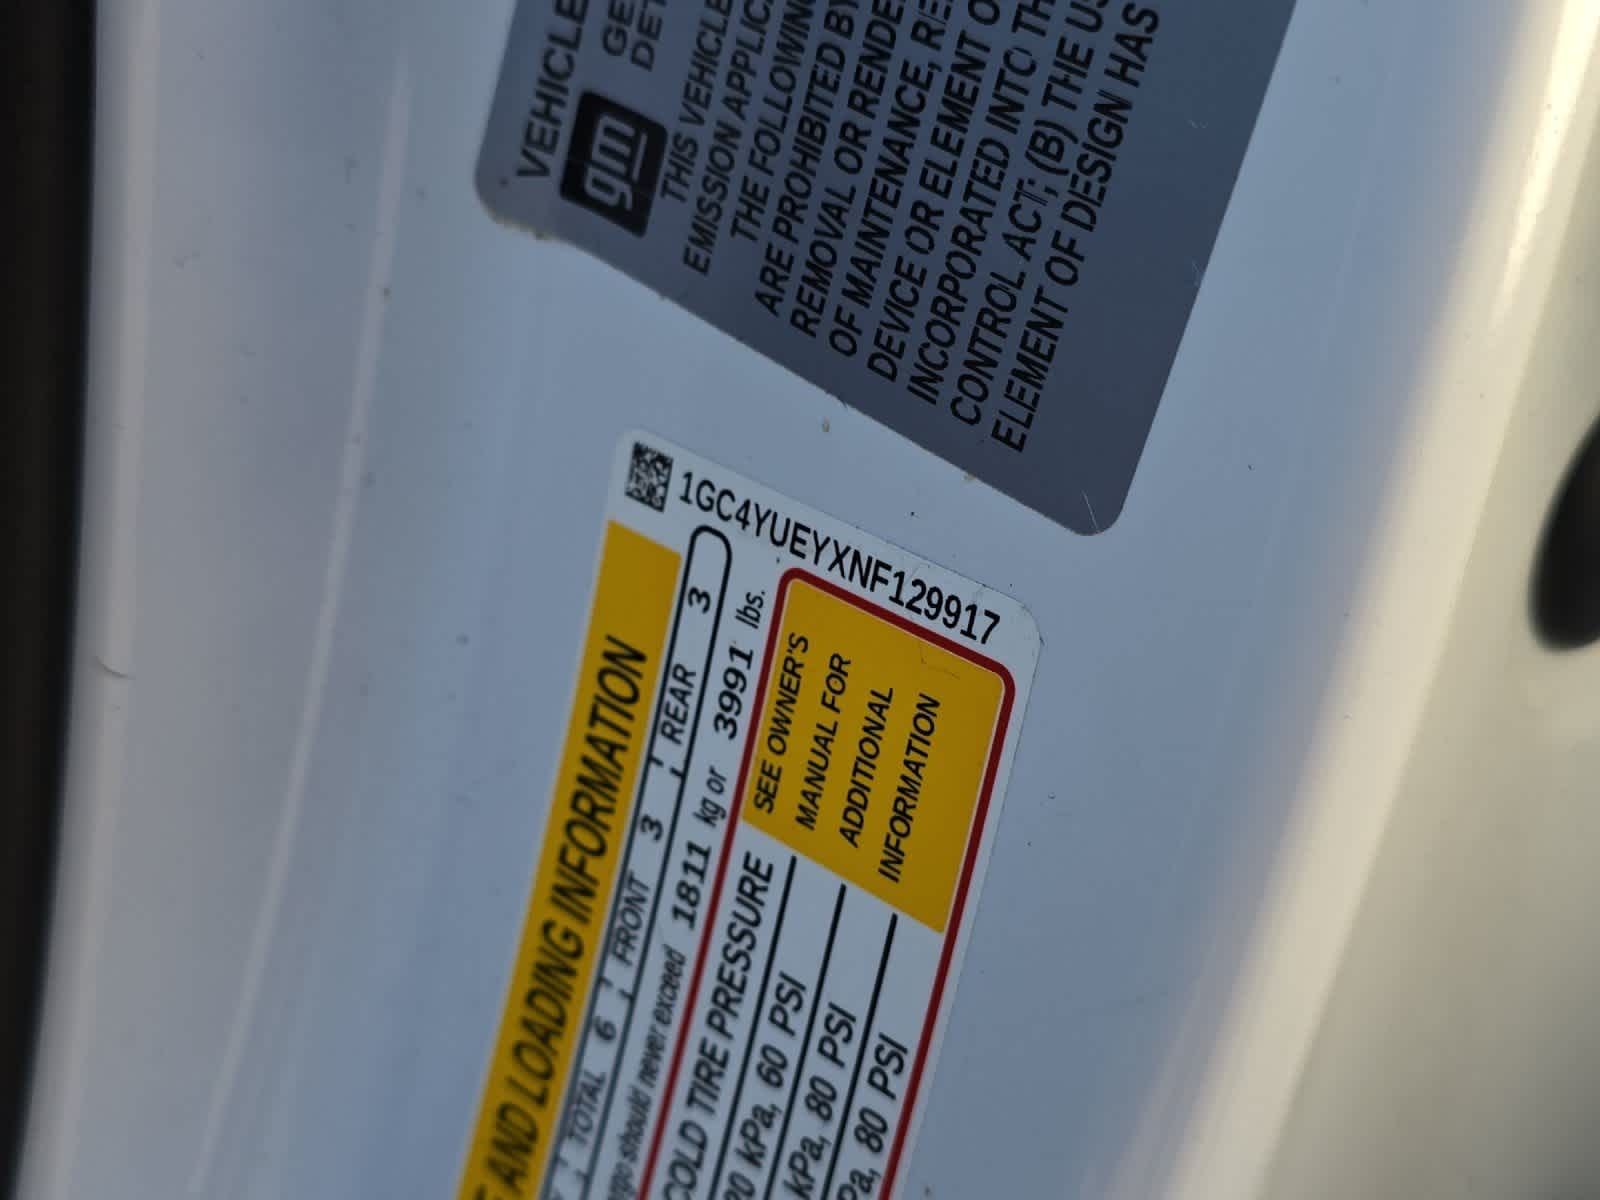 VEHICLE
gm
THIS VEHICLE
EMISSION APPLICA
THE FOLLOWING
ARE PROHIBITED BY
REMOVAL OR RENDE
OF MAINTENANCE, RE
DEVICE OR ELEMENT O
INCORPORATED INTO TH
CONTROL ACT; (B) THE US
ELEMENT OF DESIGN HAS
1GC4YUEYXNF129917
AND LOADING INFORMATION
TOTAL 6 FRONT 3 REAR 3
should never exceed 1811 kg or 3991 lbs.
COLD TIRE PRESSURE
kPa, 60 PSI
kPa, 80 PSI
Pa, 80 PSI
SEE OWNER'S
MANUAL FOR
ADDITIONAL
INFORMATION